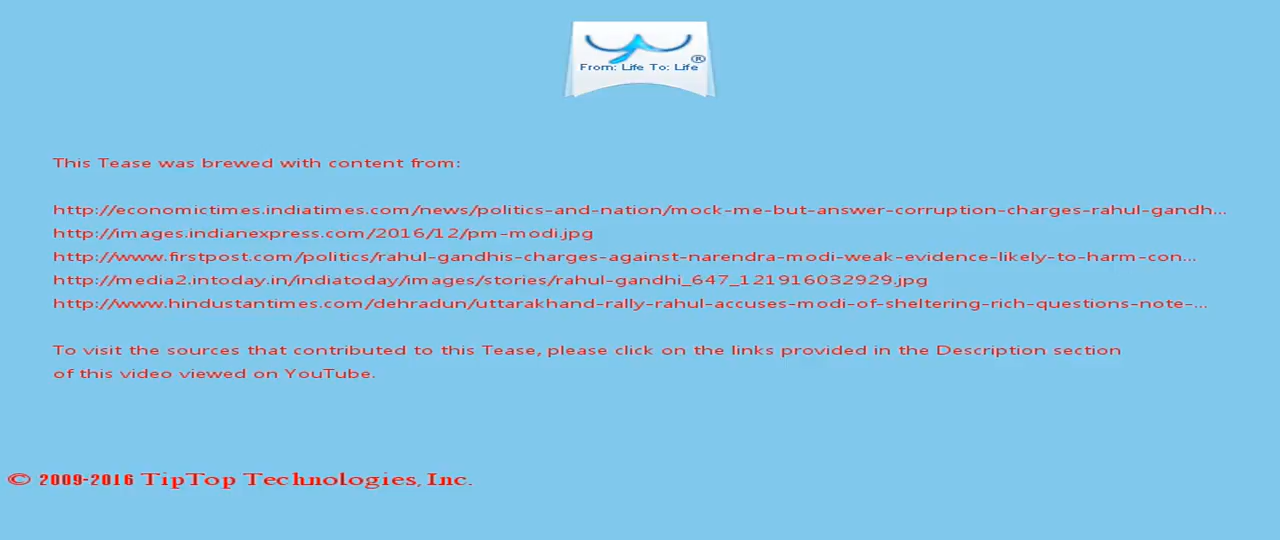 From: Life To: Life®
This Tease was brewed with content from:
http://economictimes.indiatimes.com/news/politics-and-nation/mock-me-but-answer-corruption-charges-rahul-gandh...
http://images.indianexpress.com/2016/12/pm-modi.jpg
http://www.firstpost.com/politics/rahul-gandhis-charges-against-narendra-modi-weak-evidence-likely-to-harm-con...
http://media2.intoday.in/indiatoday/images/stories/rahul-gandhi_647_121916032929.jpg
http://www.hindustantimes.com/dehradun/uttarakhand-rally-rahul-accuses-modi-of-sheltering-rich-questions-note-...
To visit the sources that contributed to this Tease, please click on the links provided in the Description section
of this video viewed on YouTube.
© 2009-2016 TipTop Technologies, Inc.